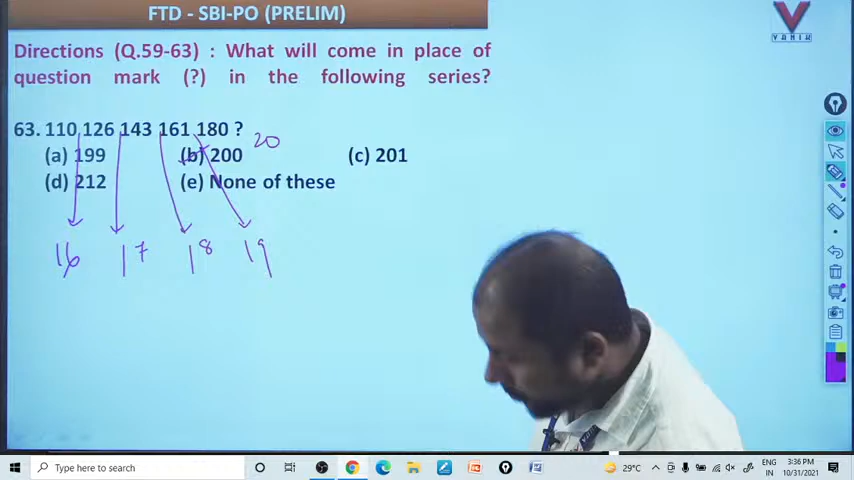 FTD - SBI-PO (PRELIM)
VANIK
Directions (Q.59-63) : What will come in place of
question mark (?) in the following series?
63. 110 126 143 161 180 ?
20
(a) 199 (b) 200 (c) 201
(d) 212 (e) None of these
16 17 18 19
Type here to search
29°C
ENG
IN
3:36 PM
10/31/2021